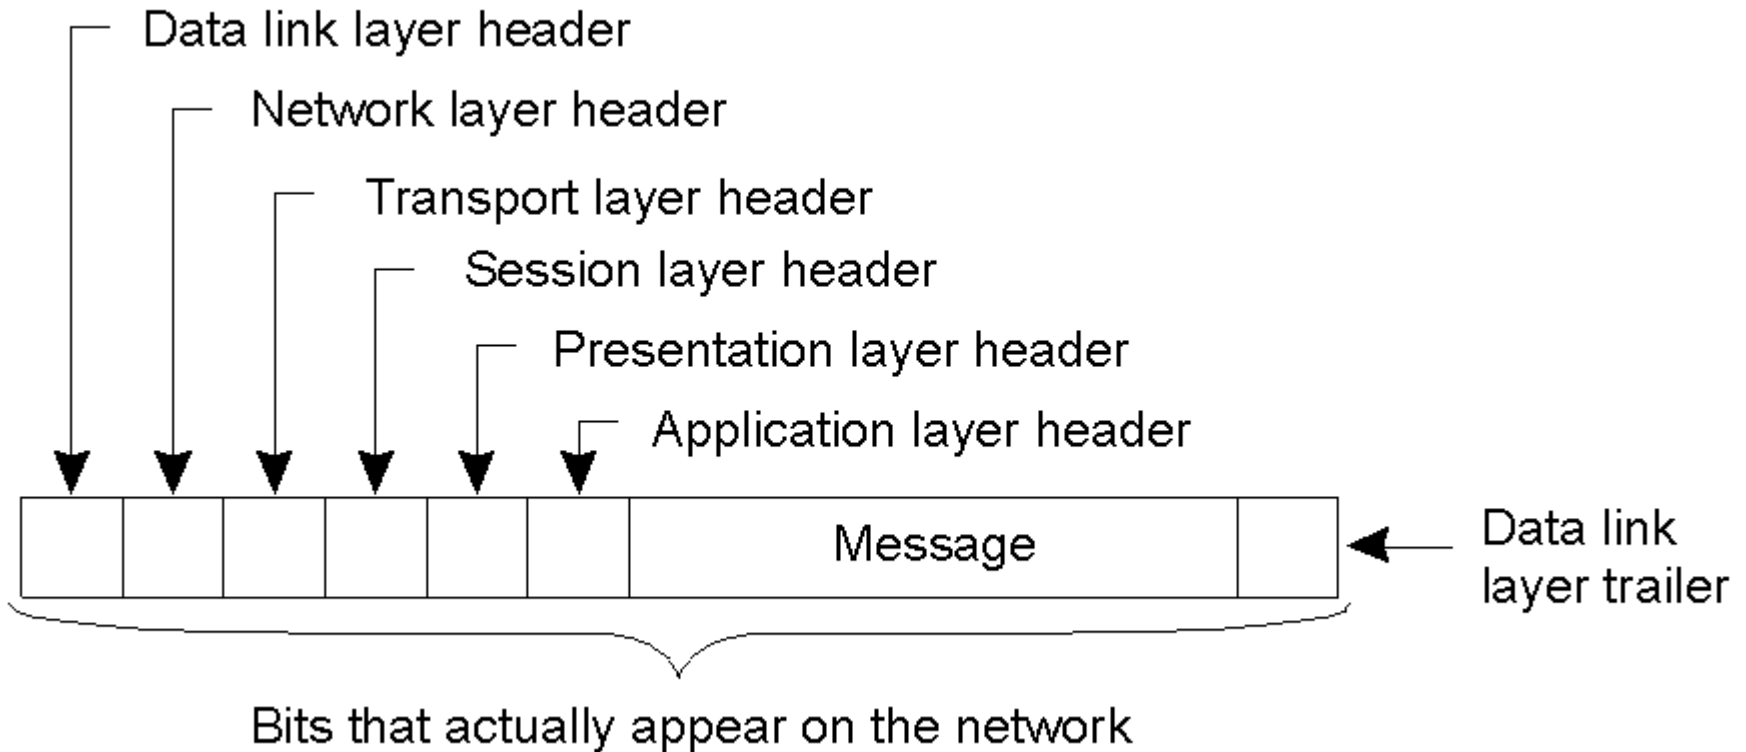 Data link layer header
Network layer header
Transport layer header
Session layer header
Presentation layer header
Application layer header
Message
Data link
layer trailer
Bits that actually appear on the network